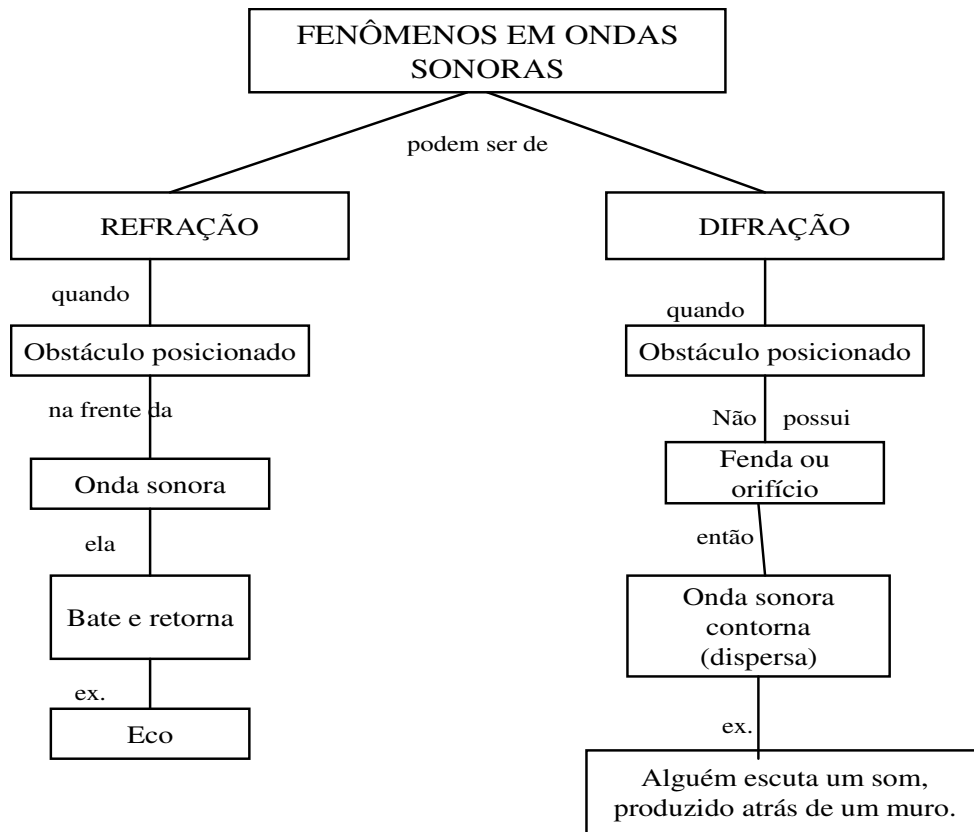 FENÔMENOS EM ONDAS
SONORAS
podem ser de
REFRAÇÃO
quando
Obstáculo posicionado
na frente da
Onda sonora
ela
Bate e retorna
ex.
Eco
DIFRAÇÃO
quando
Obstáculo posicionado
Não possui
Fenda ou
orifício
então
Onda sonora
contorna
(dispersa)
ex.
Alguém escuta um som,
produzido atrás de um muro.